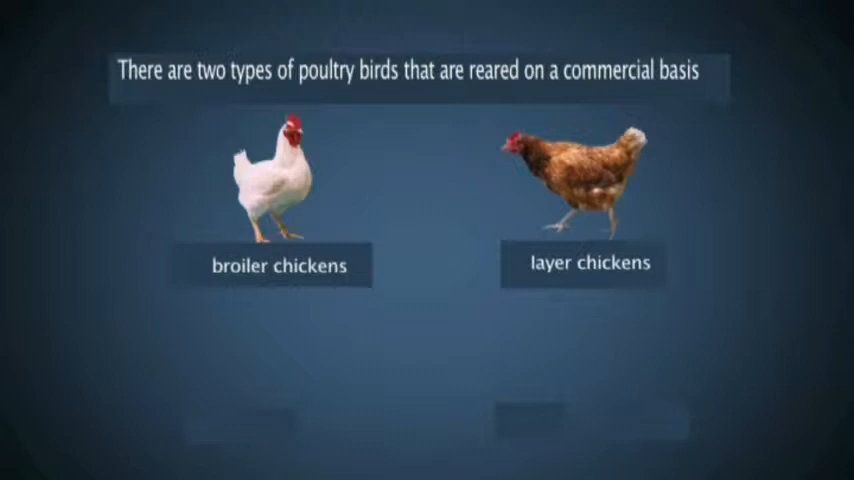 There are two types of poultry birds that are reared on a commercial basis
broiler chickens
layer chickens